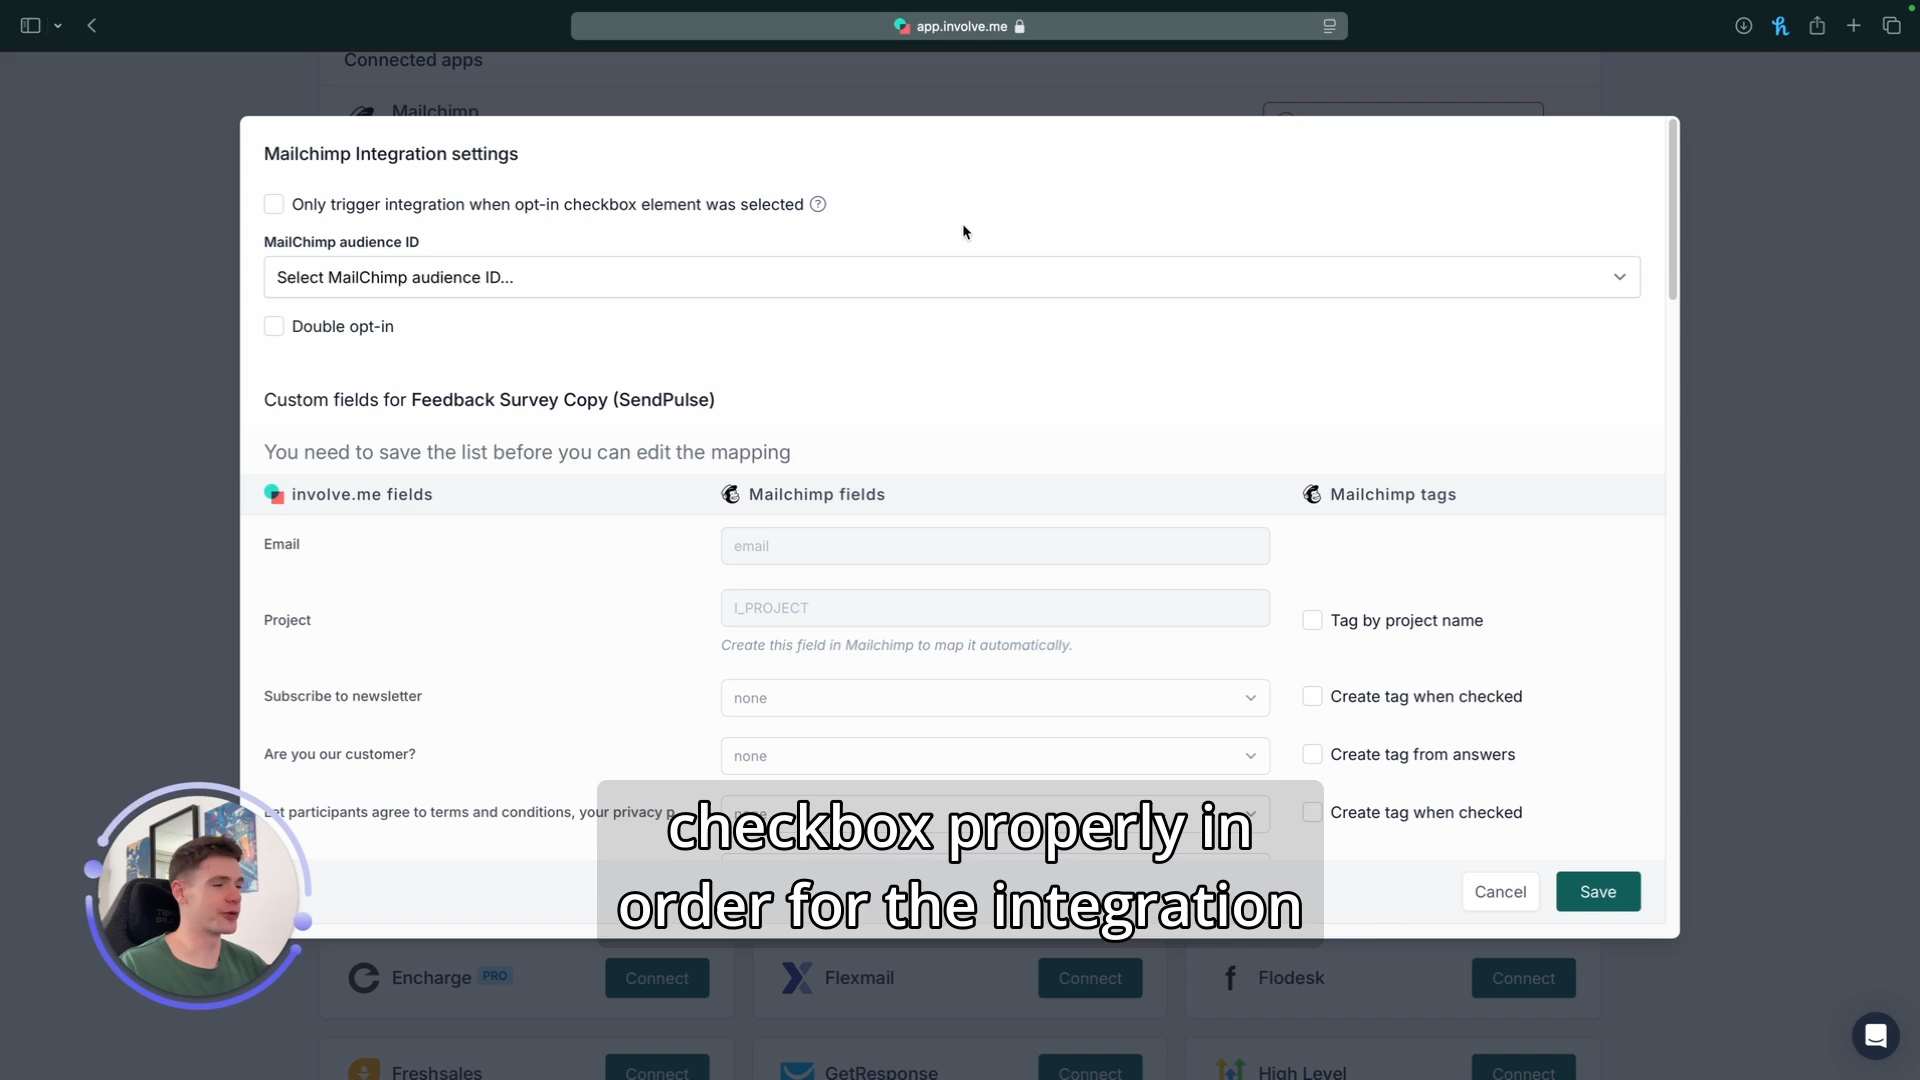 app.involve.me
Connected apps
Mailchimp
Mailchimp Integration settings
Only trigger integration when opt-in checkbox element was selected ?
MailChimp audience ID
Select MailChimp audience ID...
Double opt-in
Custom fields for Feedback Survey Copy (SendPulse)
You need to save the list before you can edit the mapping
involve.me fields Mailchimp fields Mailchimp tags
Email email
Project I_PROJECT Tag by project name
Create this field in Mailchimp to map it automatically.
Subscribe to newsletter none Create tag when checked
Are you our customer? none Create tag from answers
Let participants agree to terms and conditions, your privacy p... none Create tag when checked
checkbox properly in
order for the integration
Cancel Save
Encharge PRO Connect Flexmail Connect Flodesk Connect
Freshsales Connect GetResponse Connect High Level Connect